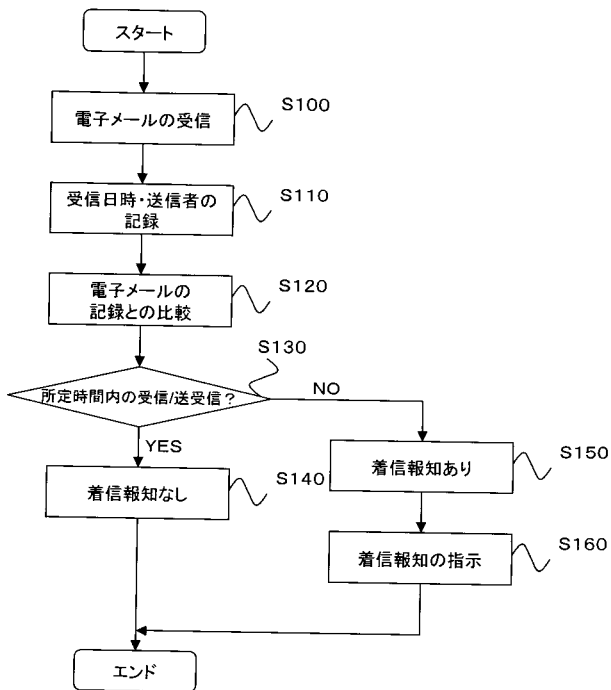 スタート
電子メールの受信
S100
受信日時・送信者の
記録
S110
電子メールの
記録との比較
S120
S130
所定時間内の受信/送受信？
NO
YES
着信報知なし
S140
着信報知あり
S150
着信報知の指示
S160
エンド